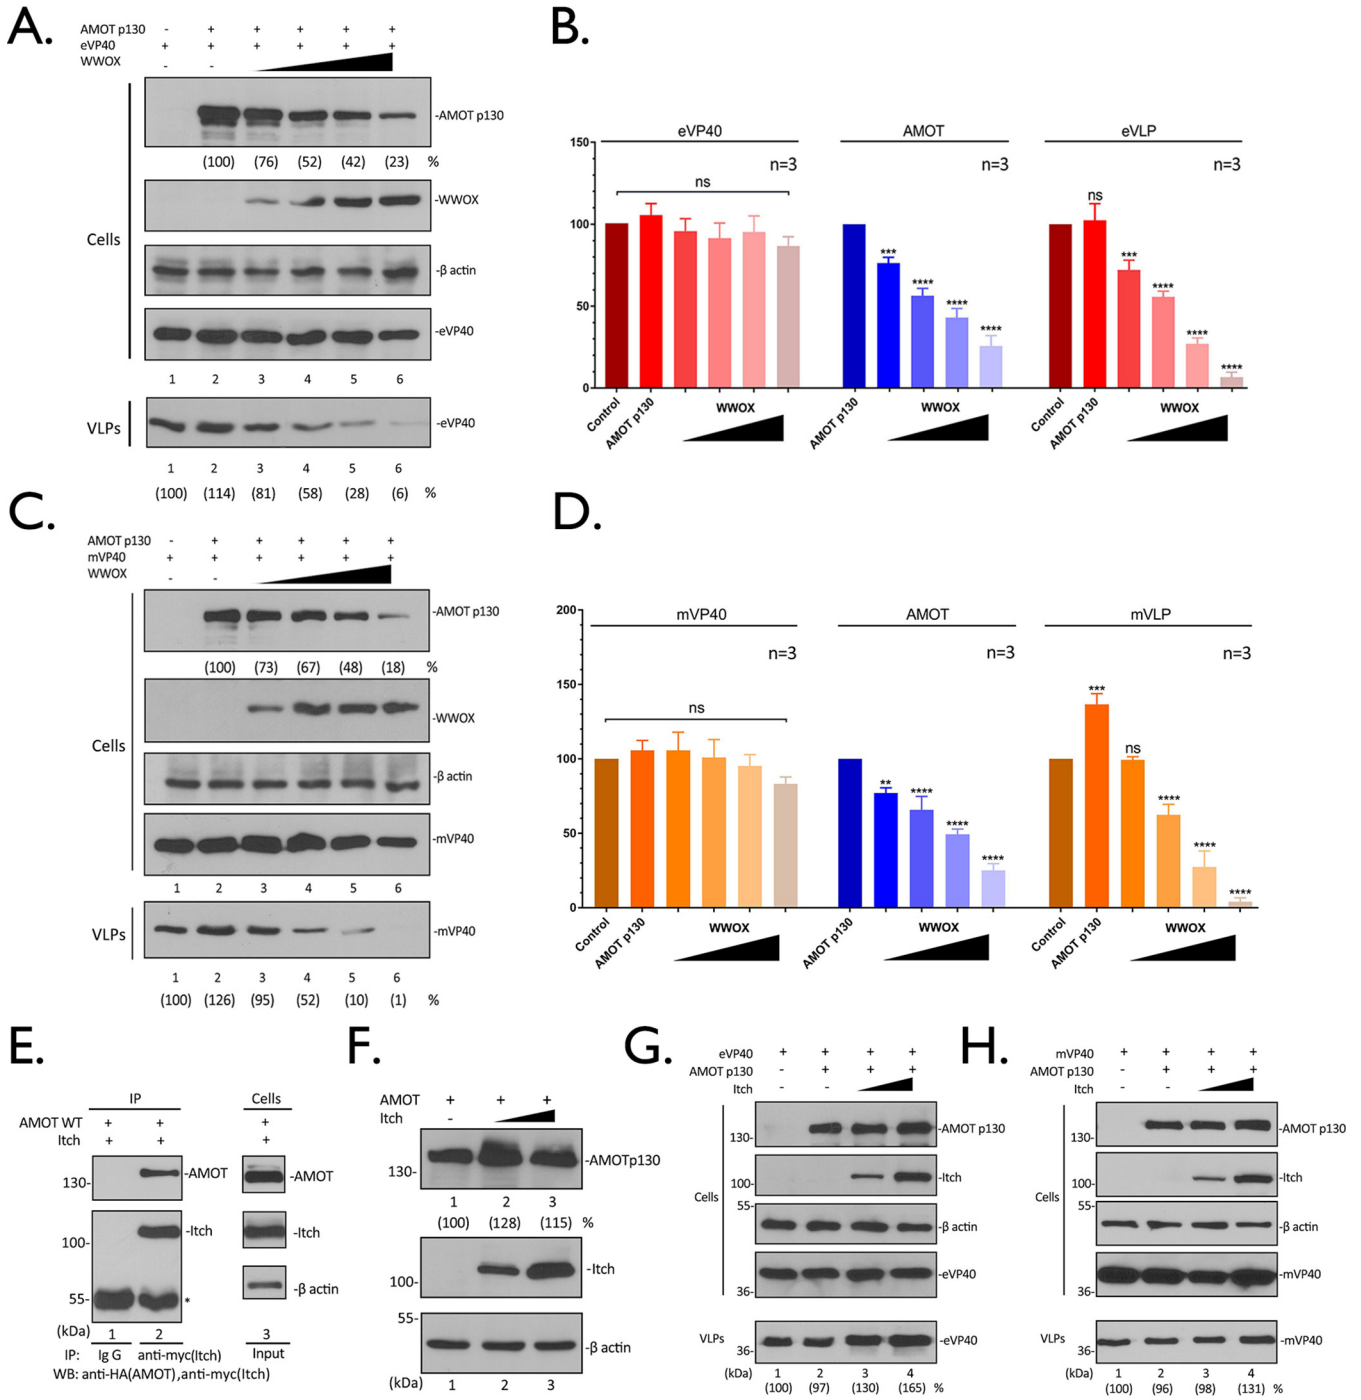 A.
AMOT p130 - + + + + +
eVP40 + + + + + +
WWOX - -
-AMOT p130
(100) (76) (52) (42) (23) %
-WWOX
Cells
-β actin
-eVP40
1 2 3 4 5 6
VLPs
-eVP40
1 2 3 4 5 6
(100) (114) (81) (58) (28) (6) %
B.
eVP40 AMOT eVLP
n=3 n=3 n=3
150
100
50
0
ns
*** **** **** ****
ns *** **** **** ****
Control AMOT p130 WWOX
AMOT p130 WWOX
Control AMOT p130 WWOX
C.
AMOT p130 - + + + + +
mVP40 + + + + + +
WWOX - -
-AMOT p130
(100) (73) (67) (48) (18) %
-WWOX
Cells
-β actin
-mVP40
1 2 3 4 5 6
VLPs
-mVP40
1 2 3 4 5 6
(100) (126) (95) (52) (10) (1) %
D.
mVP40 AMOT mVLP
n=3 n=3 n=3
200
150
100
50
0
ns
** **** **** ****
*** ns **** **** ****
Control AMOT p130 WWOX
AMOT p130 WWOX
Control AMOT p130 WWOX
E.
IP Cells
AMOT WT + + +
Itch + + +
130- -AMOT -AMOT
100- -Itch -Itch
55- * -β actin
(kDa) 1 2 3
IP: Ig G anti-myc(Itch) Input
WB: anti-HA(AMOT),anti-myc(Itch)
F.
AMOT + + +
Itch -
130- -AMOTp130
1 2 3
(100) (128) (115) %
100- -Itch
55-
-β actin
(kDa) 1 2 3
G.
eVP40 + + + +
AMOT p130 - + + +
Itch - -
130- -AMOT p130
100- -Itch
Cells
55-
-β actin
-eVP40
36-
VLPs -eVP40
36-
(kDa) 1 2 3 4
(100) (97) (130) (165) %
H.
mVP40 + + + +
AMOT p130 - + + +
Itch - -
130- -AMOT p130
100- -Itch
Cells
55-
-β actin
-mVP40
36-
VLPs -mVP40
36-
(kDa) 1 2 3 4
(100) (96) (98) (131) %